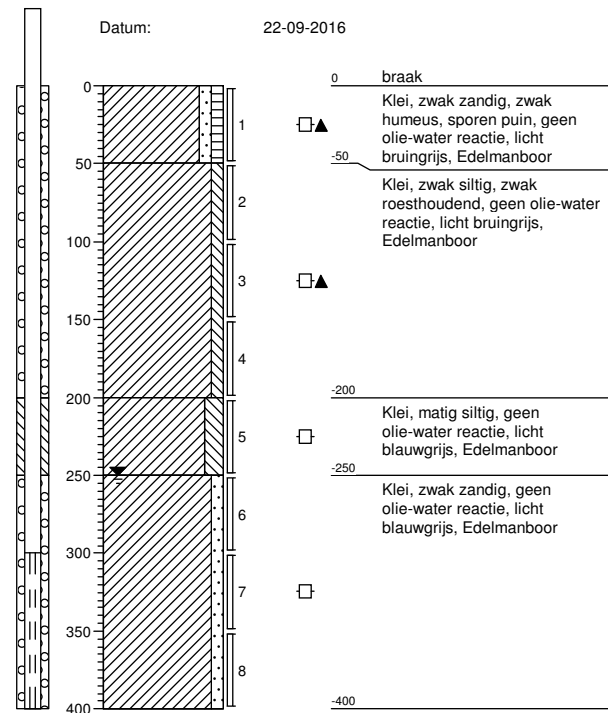 Datum: 22-09-2016
0
50
100
150
200
250
300
350
400
1
2
3
4
5
6
7
8
0 braak
Klei, zwak zandig, zwak
humeus, sporen puin, geen
olie-water reactie, licht
bruingrijs, Edelmanboor
-50
Klei, zwak siltig, zwak
roesthoudend, geen olie-water
reactie, licht bruingrijs,
Edelmanboor
-200
Klei, matig siltig, geen
olie-water reactie, licht
blauwgrijs, Edelmanboor
-250
Klei, zwak zandig, geen
olie-water reactie, licht
blauwgrijs, Edelmanboor
-400